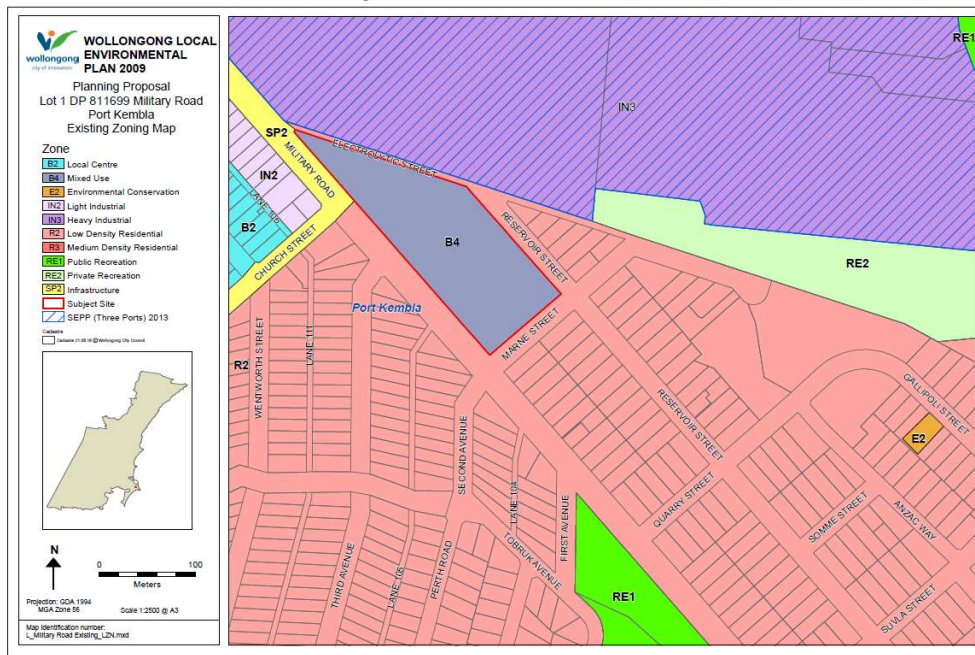 wollongong
city of innovation
WOLLONGONG LOCAL
ENVIRONMENTAL
PLAN 2009
Planning Proposal
Lot 1 DP 811699 Military Road
Port Kembla
Existing Zoning Map
Zone
B2 Local Centre
B4 Mixed Use
E2 Environmental Conservation
IN2 Light Industrial
IN3 Heavy Industrial
R2 Low Density Residential
R3 Medium Density Residential
RE1 Public Recreation
RE2 Private Recreation
SP2 Infrastructure
Subject Site
SEPP (Three Ports) 2013
Cadastre
N
0 100
Meters
Projection: GDA 1994
MGA Zone 56
Scale 1:2500 @ A3
Map Identification number:
L_Military Road Existing_LZN.mxd
RE1
IN3
SP2
MILITARY ROAD
ELECTROLYTIC STREET
IN2
LANE 106
B2
CHURCH STREET
B4
RESERVOIR STREET
RE2
Port Kembla
MARNE STREET
R2
WENTWORTH STREET
LANE 111
SECOND AVENUE
RESERVOIR STREET
GALLIPOLI STREET
E2
QUARRY STREET
SOMME STREET
ANZAC WAY
LANE 104
FIRST AVENUE
TOBRUK AVENUE
THIRD AVENUE
LANE 105
PERTH ROAD
RE1
SUVLA STREET